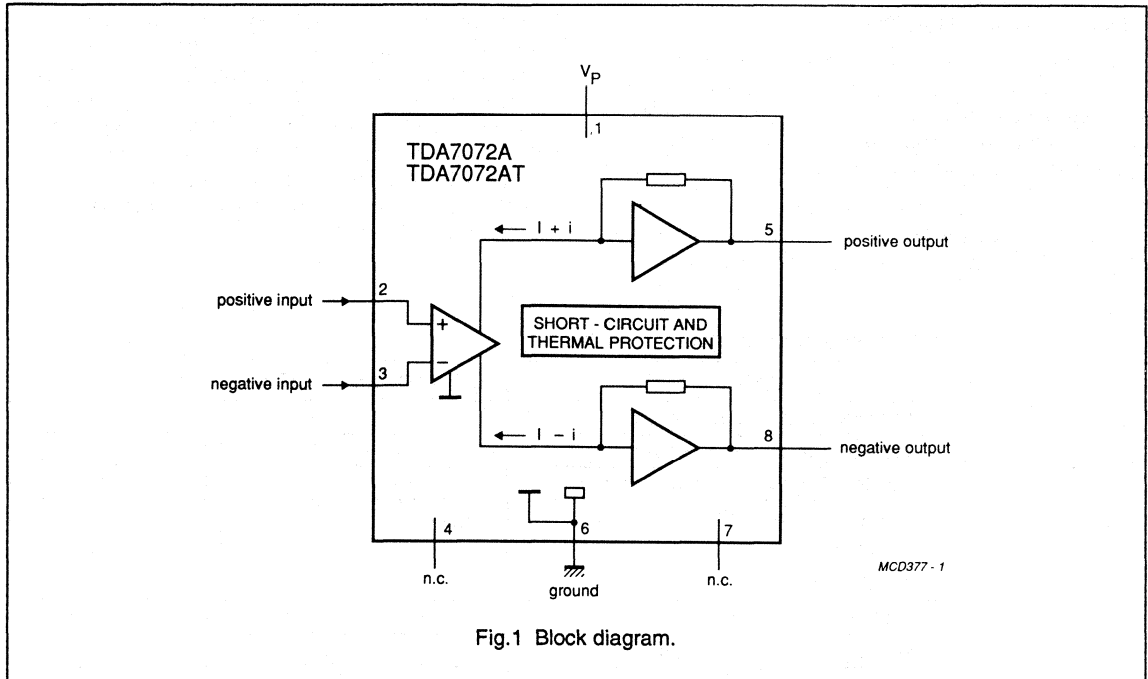 V_P
1
TDA7072A
TDA7072AT
I + i
5
positive output
positive input
2
+
SHORT - CIRCUIT AND
THERMAL PROTECTION
negative input
3
−
I − i
8
negative output
4
6
7
n.c.
ground
n.c.
MCD377 - 1
Fig.1 Block diagram.